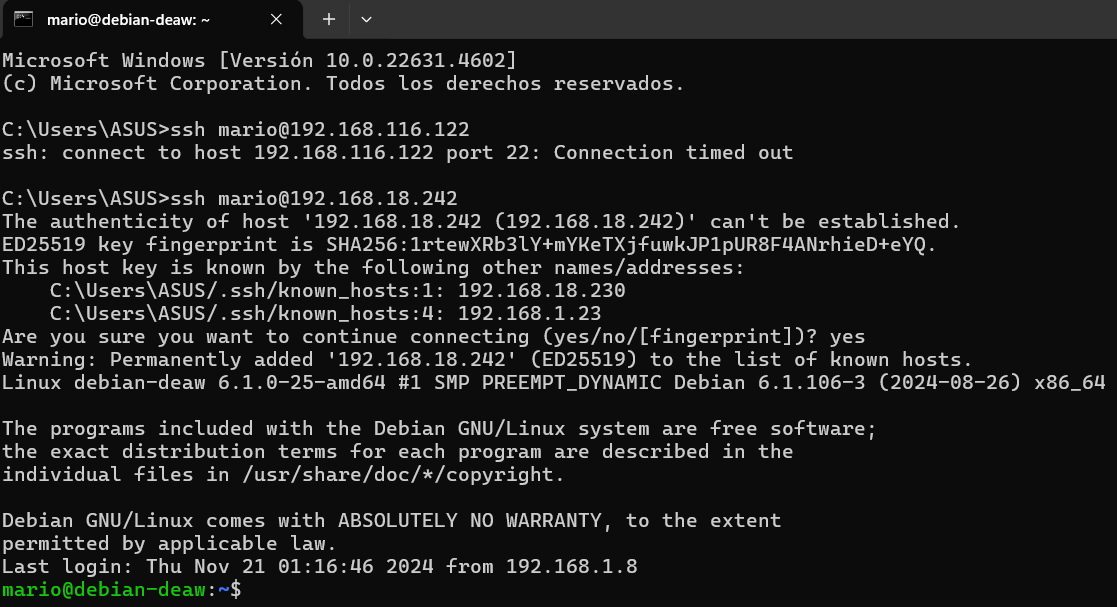 mario@debian-deaw: ~
Microsoft Windows [Versión 10.0.22631.4602]
(c) Microsoft Corporation. Todos los derechos reservados.
C:\Users\ASUS>ssh mario@192.168.116.122
ssh: connect to host 192.168.116.122 port 22: Connection timed out
C:\Users\ASUS>ssh mario@192.168.18.242
The authenticity of host '192.168.18.242 (192.168.18.242)' can't be established.
ED25519 key fingerprint is SHA256:1rtewXRb3lY+mYKeTXjfuwkJP1pUR8F4ANrhieD+eYQ.
This host key is known by the following other names/addresses:
    C:\Users\ASUS/.ssh/known_hosts:1: 192.168.18.230
    C:\Users\ASUS/.ssh/known_hosts:4: 192.168.1.23
Are you sure you want to continue connecting (yes/no/[fingerprint])? yes
Warning: Permanently added '192.168.18.242' (ED25519) to the list of known hosts.
Linux debian-deaw 6.1.0-25-amd64 #1 SMP PREEMPT_DYNAMIC Debian 6.1.106-3 (2024-08-26) x86_64
The programs included with the Debian GNU/Linux system are free software;
the exact distribution terms for each program are described in the
individual files in /usr/share/doc/*/copyright.
Debian GNU/Linux comes with ABSOLUTELY NO WARRANTY, to the extent
permitted by applicable law.
Last login: Thu Nov 21 01:16:46 2024 from 192.168.1.8
mario@debian-deaw:~$